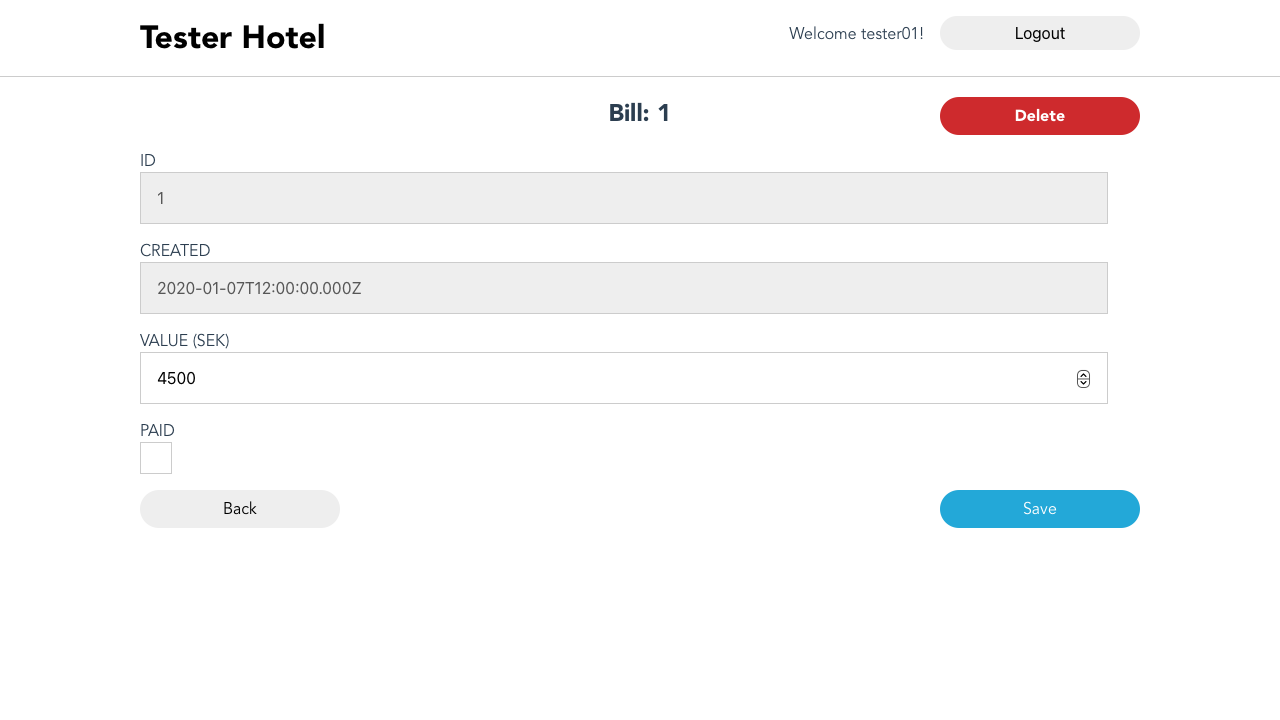 Tester Hotel
Welcome tester01!
Logout
Bill: 1
Delete
ID
1
CREATED
2020-01-07T12:00:00.000Z
VALUE (SEK)
4500
PAID
Back
Save